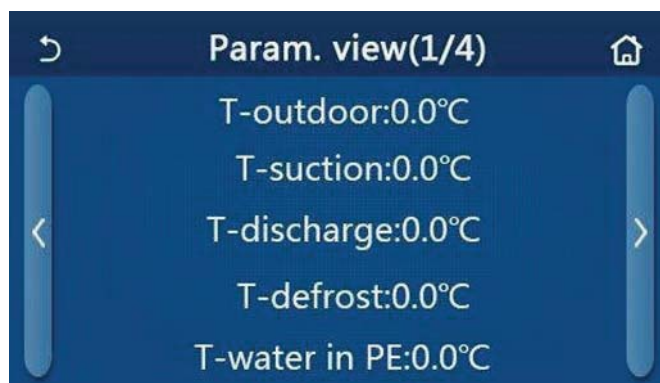 Param. view(1/4)
T-outdoor:0.0℃
T-suction:0.0℃
T-discharge:0.0℃
T-defrost:0.0℃
T-water in PE:0.0℃